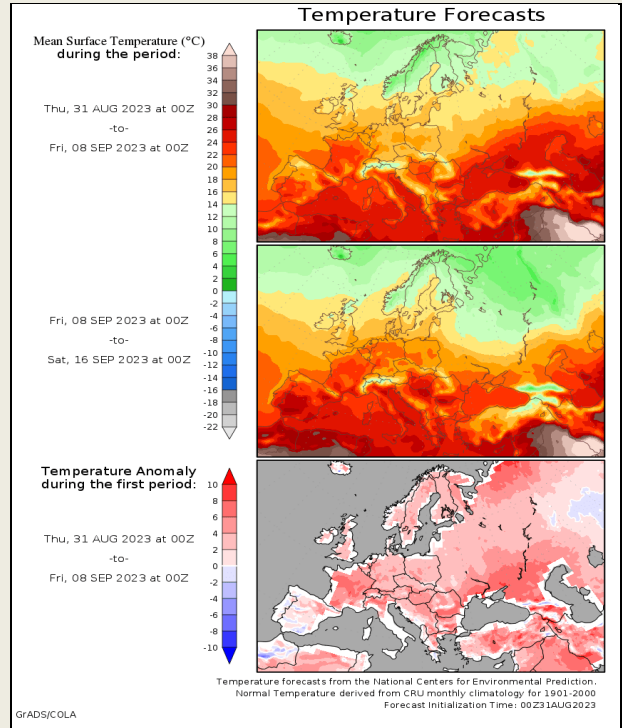 Temperature Forecasts
Mean Surface Temperature (°C)
during the period:
Thu, 31 AUG 2023 at 00Z
-to-
Fri, 08 SEP 2023 at 00Z
38
36
34
32
30
28
26
24
22
20
18
16
14
12
10
8
6
4
2
0
-2
-4
-6
-8
-10
-12
-14
-16
-18
-20
-22
Fri, 08 SEP 2023 at 00Z
-to-
Sat, 16 SEP 2023 at 00Z
Temperature Anomaly
during the first period:
Thu, 31 AUG 2023 at 00Z
-to-
Fri, 08 SEP 2023 at 00Z
10
8
6
4
2
0
-2
-4
-6
-8
-10
Temperature forecasts from the National Centers for Environmental Prediction.
Normal Temperature derived from CRU monthly climatology for 1901-2000
Forecast Initialization Time: 00Z31AUG2023
GrADS/COLA